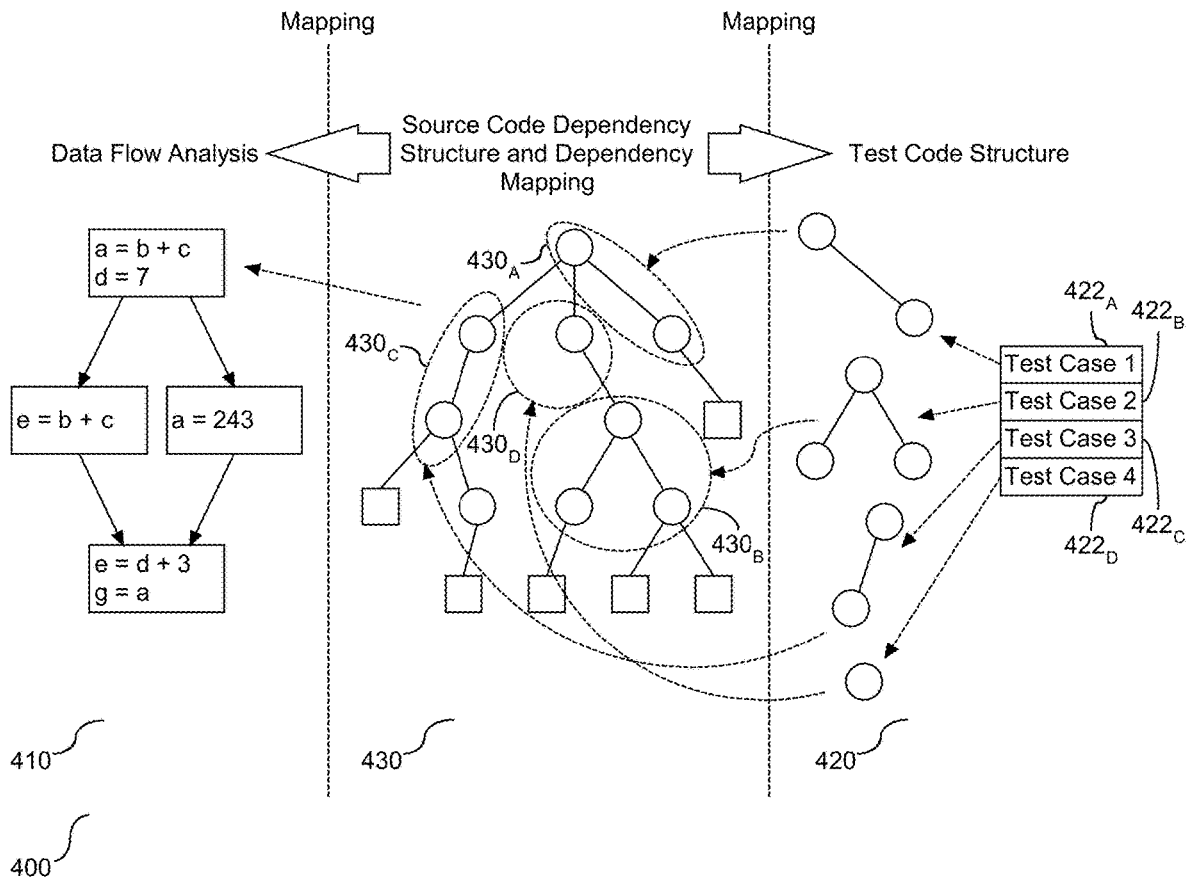 Mapping
Mapping
Data Flow Analysis
Source Code Dependency
Structure and Dependency
Mapping
Test Code Structure
a = b + c
d = 7
e = b + c
a = 243
e = d + 3
g = a
430A
430C
430D
430B
422A
422B
Test Case 1
Test Case 2
Test Case 3
Test Case 4
422C
422D
410
430
420
400